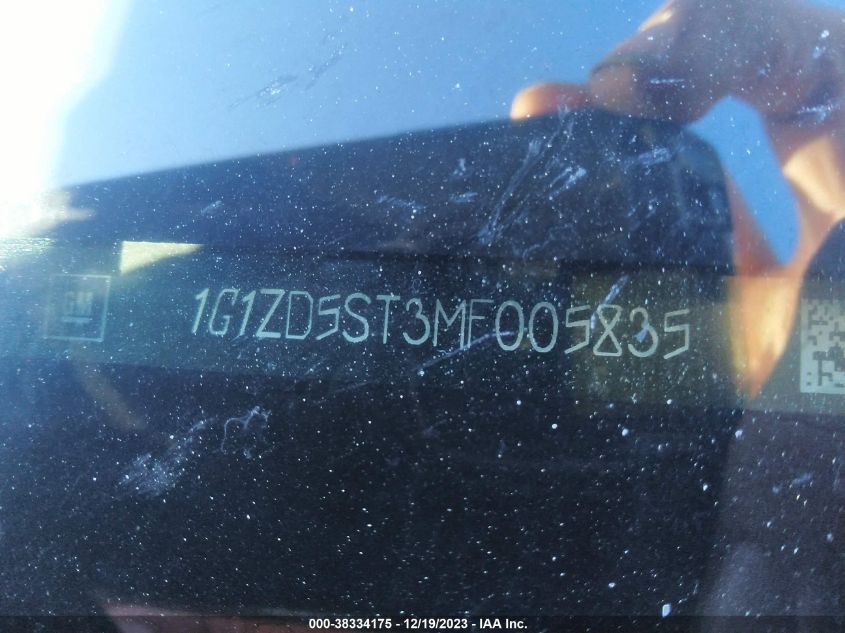 GM
1G1ZD5ST3MF005835
000-38334175 - 12/19/2023 - IAA Inc.